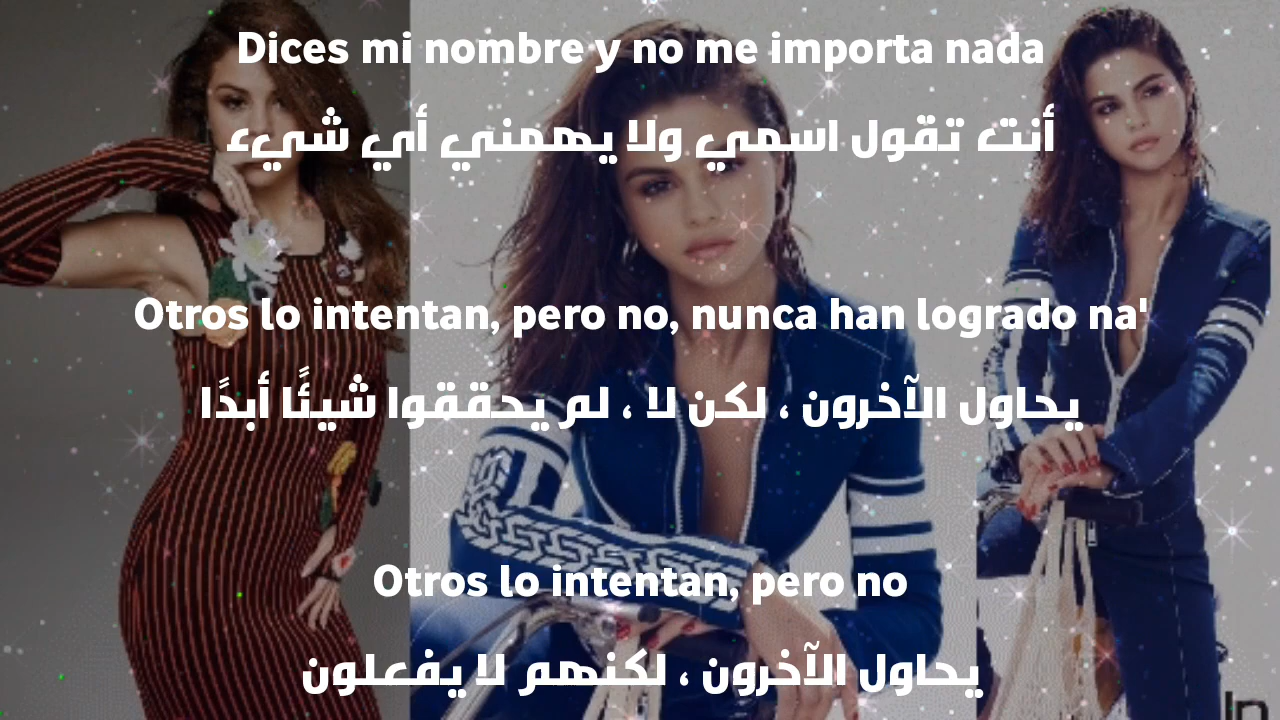 Dices mi nombre y no me importa nada
أنت تقول اسمي ولا يهمني أي شيء
Otros lo intentan, pero no, nunca han logrado na'
يحاول الآخرون ، لكن لا ، لم يحققوا شيئًا أبدًا
Otros lo intentan, pero no
يحاول الآخرون ، لكنهم لا يفعلون